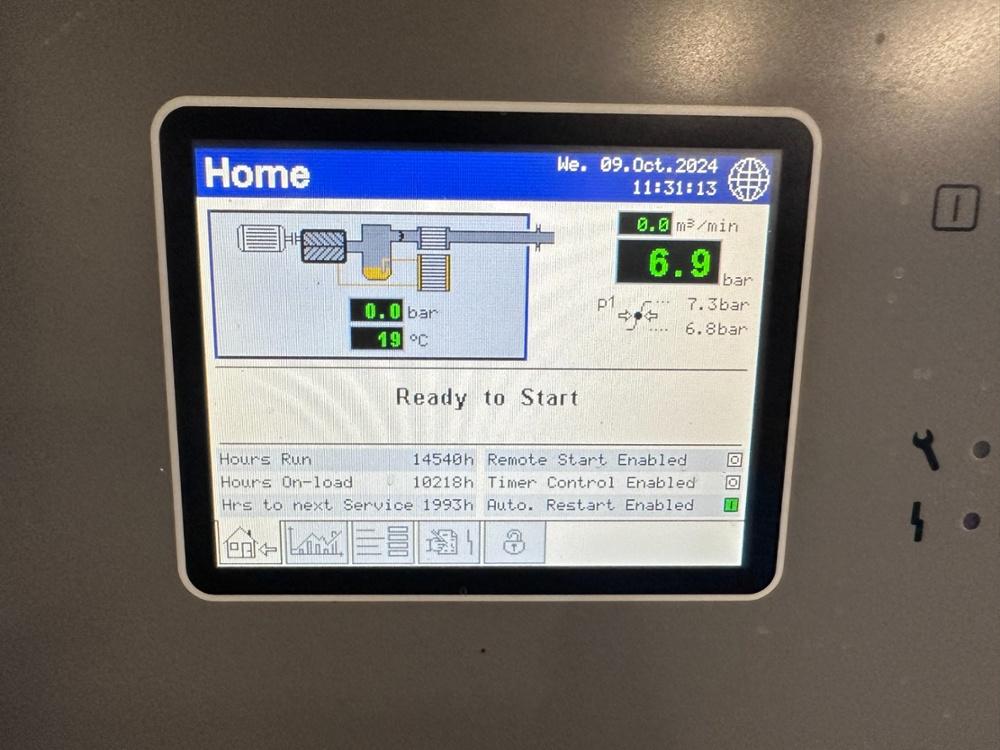 Home
We. 09.Oct.2024
11:31:13
0.0 m³/min
6.9 bar
p1
7.3bar
6.8bar
0.0 bar
19 °C
Ready to Start
Hours Run 14540h
Hours On-load 10218h
Hrs to next Service 1993h
Remote Start Enabled
Timer Control Enabled
Auto. Restart Enabled